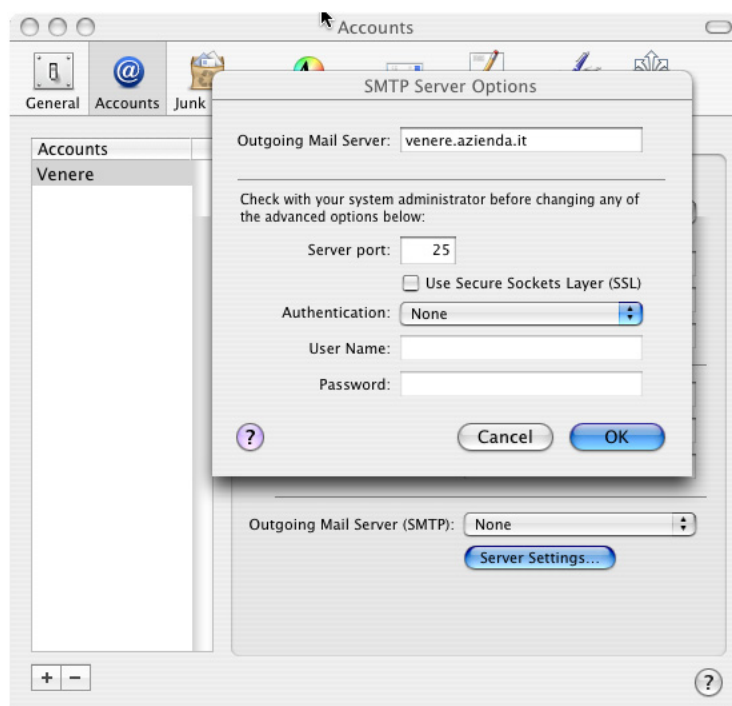 Accounts
General Accounts Junk
SMTP Server Options
Outgoing Mail Server: venere.azienda.it
Accounts
Venere
Check with your system administrator before changing any of
the advanced options below:
Server port: 25
Use Secure Sockets Layer (SSL)
Authentication: None
User Name:
Password:
? Cancel OK
Outgoing Mail Server (SMTP): None
Server Settings...
+ - ?